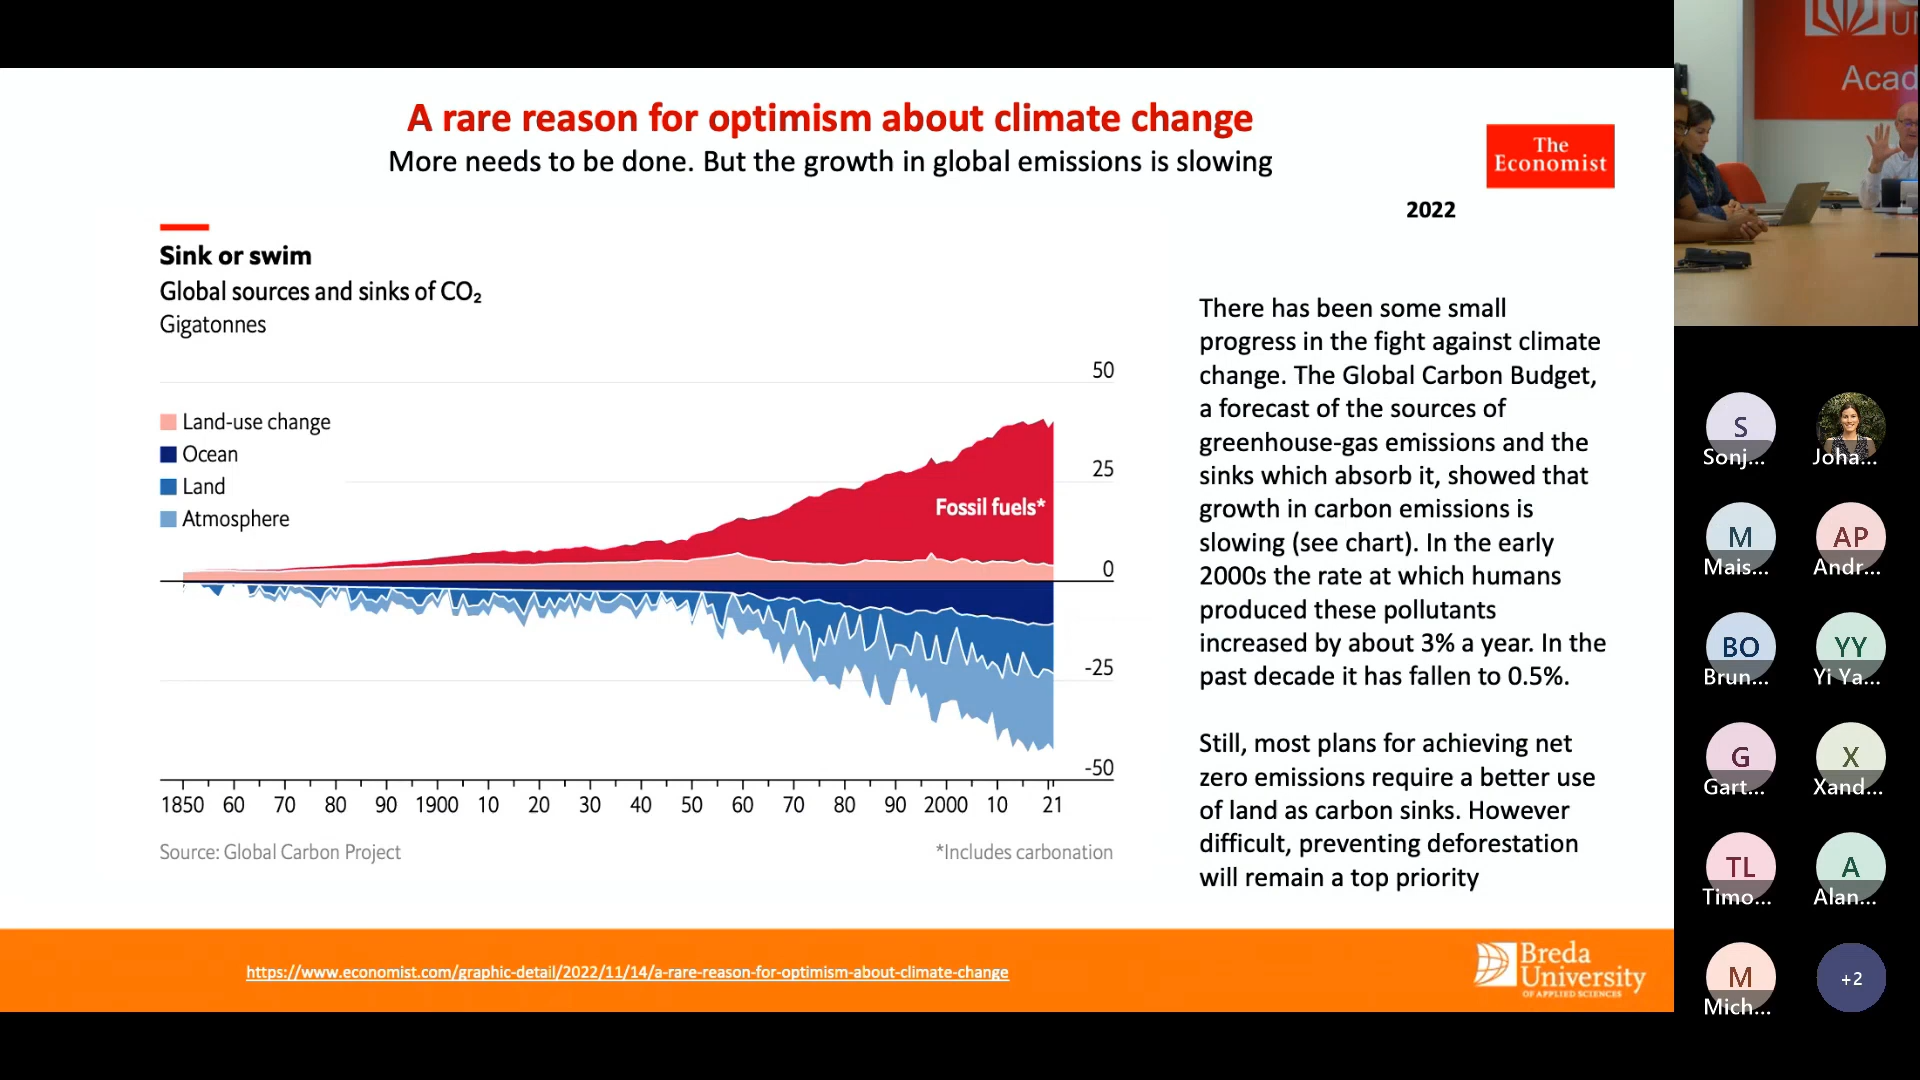 A rare reason for optimism about climate change
More needs to be done. But the growth in global emissions is slowing
The
Economist
2022
Sink or swim
Global sources and sinks of CO₂
Gigatonnes
50
25
0
-25
-50
Land-use change
Ocean
Land
Atmosphere
Fossil fuels*
1850 60 70 80 90 1900 10 20 30 40 50 60 70 80 90 2000 10 21
Source: Global Carbon Project
*Includes carbonation
There has been some small
progress in the fight against climate
change. The Global Carbon Budget,
a forecast of the sources of
greenhouse-gas emissions and the
sinks which absorb it, showed that
growth in carbon emissions is
slowing (see chart). In the early
2000s the rate at which humans
produced these pollutants
increased by about 3% a year. In the
past decade it has fallen to 0.5%.
Still, most plans for achieving net
zero emissions require a better use
of land as carbon sinks. However
difficult, preventing deforestation
will remain a top priority
https://www.economist.com/graphic-detail/2022/11/14/a-rare-reason-for-optimism-about-climate-change
Breda
University
OF APPLIED SCIENCES
UN
Acad
S
Sonj...
Joha...
M
Mais...
AP
Andr...
BO
Brun...
YY
Yi Ya...
G
Gart...
X
Xand...
TL
Timo...
A
Alan...
M
Mich...
+2